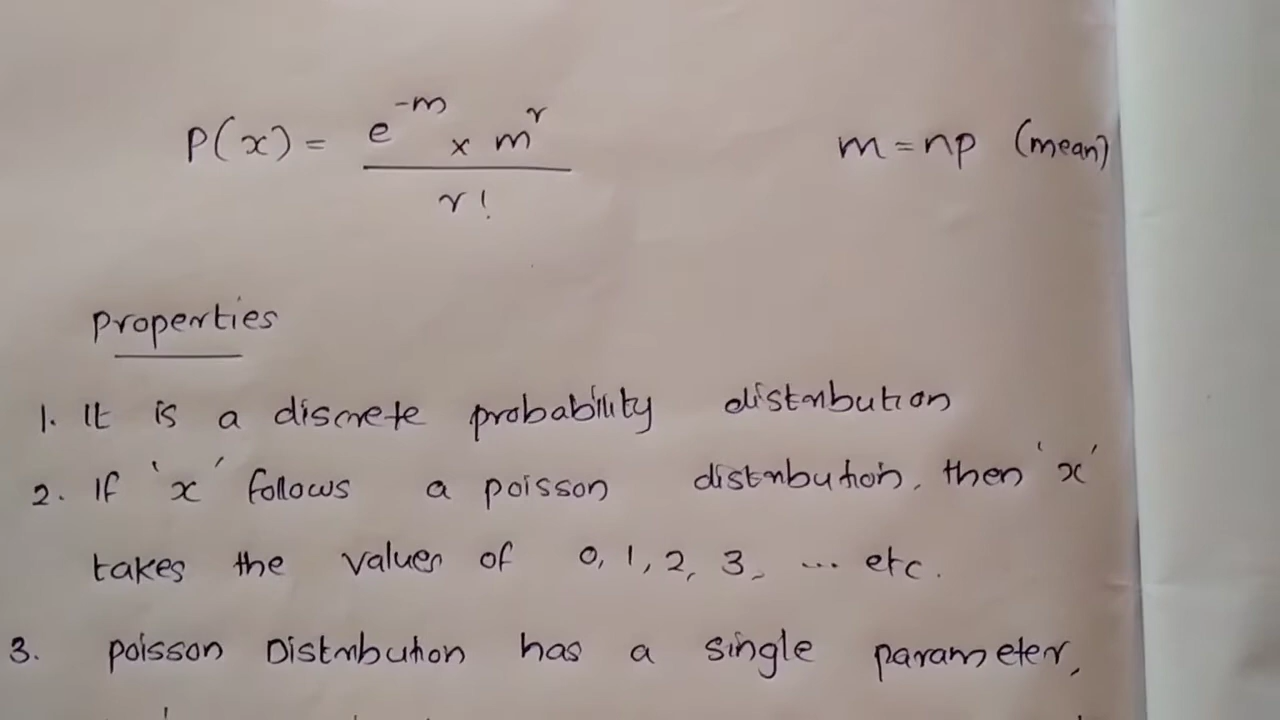 P(x) = e^-m × m^r / r!    m = np (mean)
Properties
1. It is a discrete probability distribution
2. If 'x' follows a poisson distribution, then 'x'
takes the values of 0, 1, 2, 3, ... etc.
3. poisson Distribution has a single parameter,